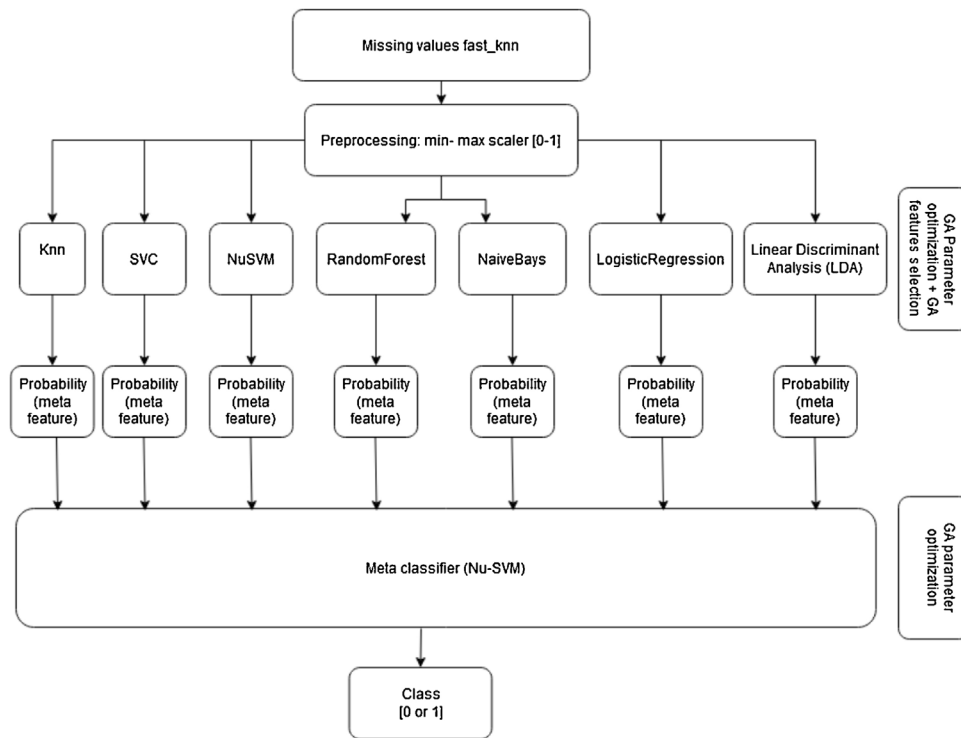 Missing values fast_knn
Preprocessing: min- max scaler [0-1]
Knn
SVC
NuSVM
RandomForest
NaiveBays
LogisticRegression
Linear Discriminant
Analysis (LDA)
GA Parameter
optimization + GA
features selection
Probability
(meta
feature)
Probability
(meta
feature)
Probability
(meta
feature)
Probability
(meta
feature)
Probability
(meta
feature)
Probability
(meta
feature)
Probability
(meta
feature)
Meta classifier (Nu-SVM)
GA parameter
optimization
Class
[0 or 1]